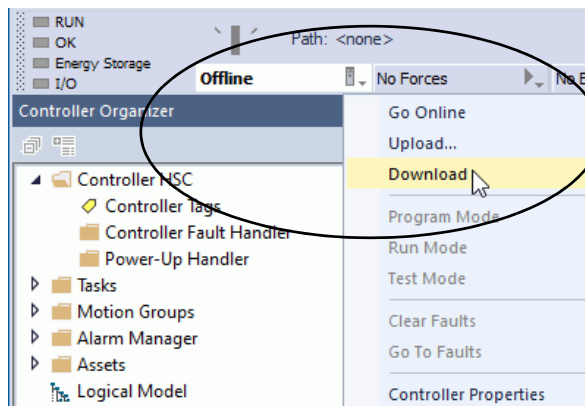 RUN
OK
Energy Storage
I/O
Path: <none>
Offline
No Forces
No E
Controller Organizer
Controller HSC
Controller Tags
Controller Fault Handler
Power-Up Handler
Tasks
Motion Groups
Alarm Manager
Assets
Logical Model
Go Online
Upload...
Download
Program Mode
Run Mode
Test Mode
Clear Faults
Go To Faults
Controller Properties